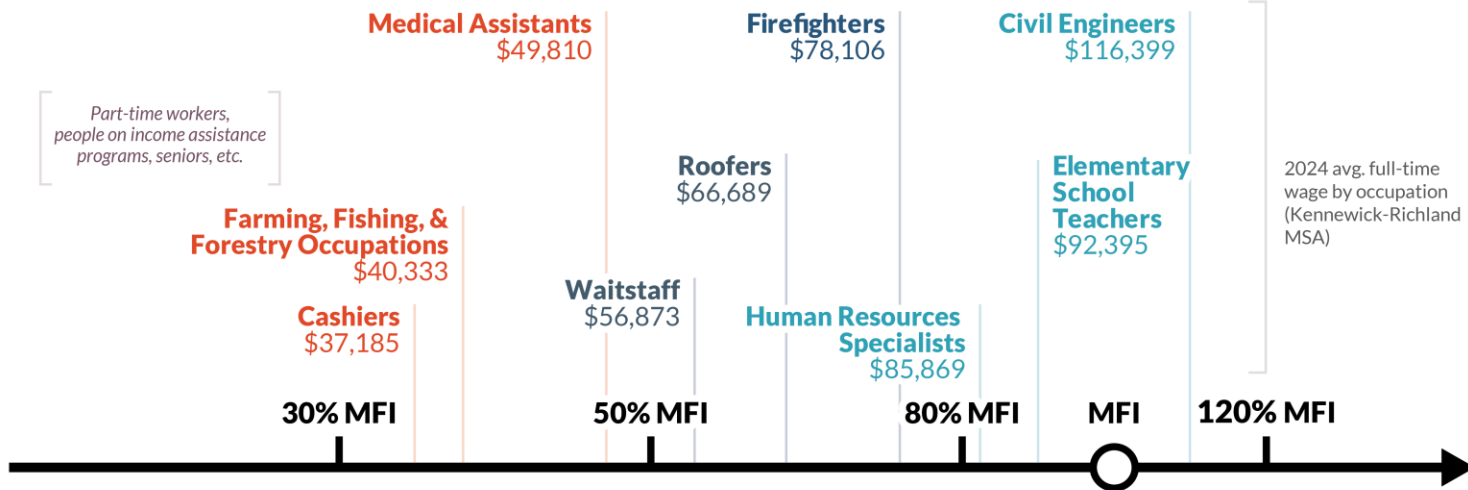 Medical Assistants
$49,810
Firefighters
$78,106
Civil Engineers
$116,399
Part-time workers,
people on income assistance
programs, seniors, etc.
Roofers
$66,689
Elementary
School
Teachers
$92,395
2024 avg. full-time
wage by occupation
(Kennewick-Richland
MSA)
Farming, Fishing, &
Forestry Occupations
$40,333
Waitstaff
$56,873
Cashiers
$37,185
Human Resources
Specialists
$85,869
30% MFI
50% MFI
80% MFI
MFI
120% MFI